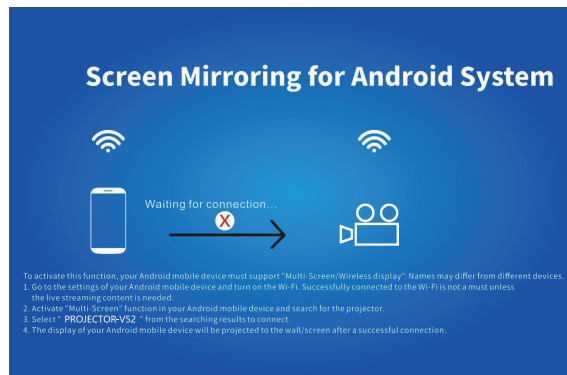 Screen Mirroring for Android System
Waiting for connection...
X
To activate this function, your Android mobile device must support "Multi-Screen/Wireless display". Names may differ from different devices.
1. Go to the settings of your Android mobile device and turn on the Wi-Fi. Successfully connected to the Wi-Fi is not a must unless
the live streaming content is needed.
2. Activate "Multi-Screen" function in your Android mobile device and search for the projector.
3. Select " PROJECTOR-V52 " from the searching results to connect.
4. The display of your Android mobile device will be projected to the wall/screen after a successful connection.